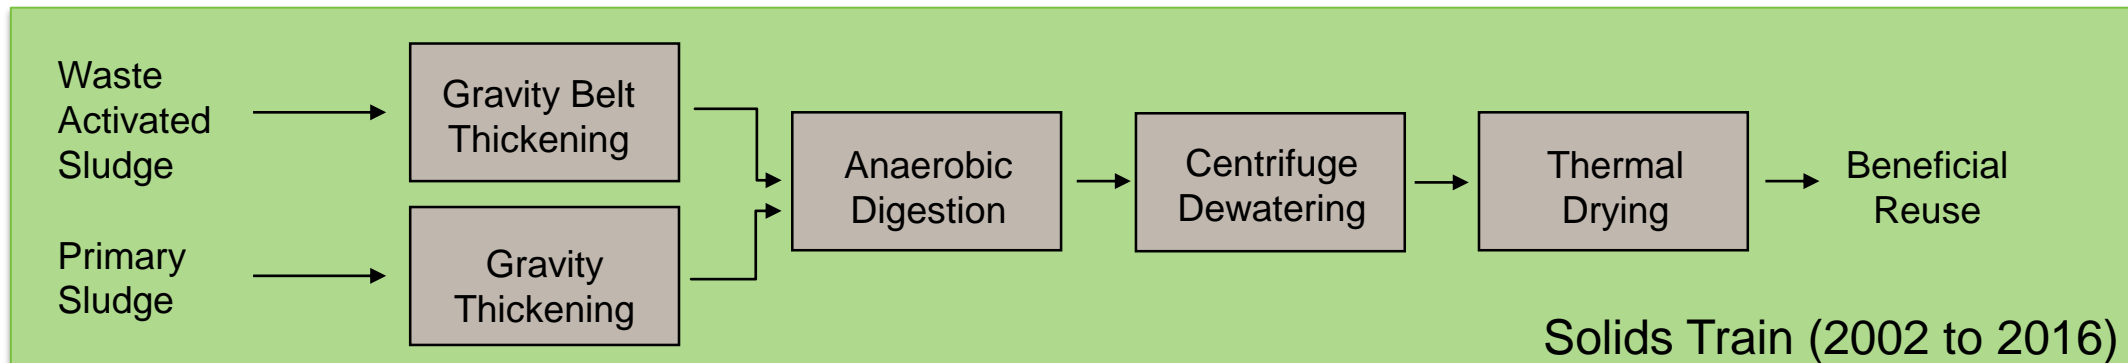 Waste
Activated
Sludge
Gravity Belt
Thickening
Primary
Sludge
Gravity
Thickening
Anaerobic
Digestion
Centrifuge
Dewatering
Thermal
Drying
Beneficial
Reuse
Solids Train (2002 to 2016)